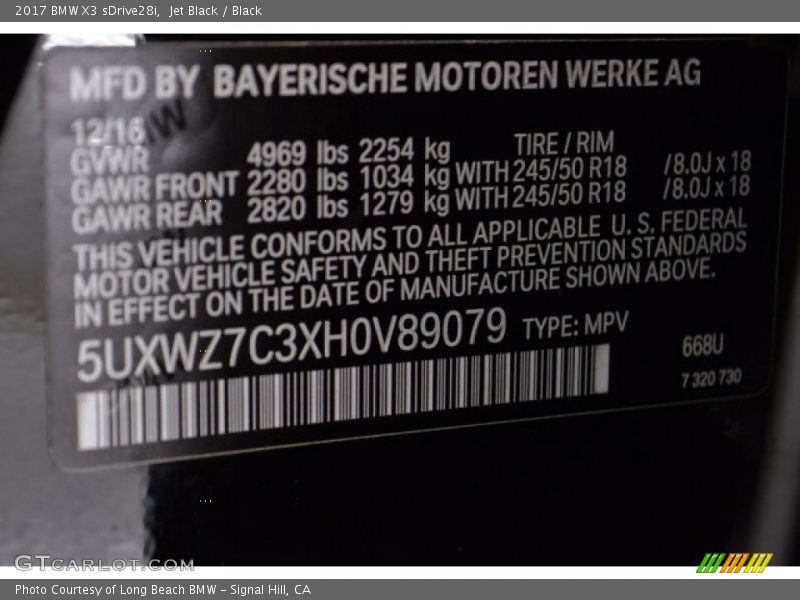 2017 BMW X3 sDrive28i,  Jet Black / Black
MFD BY BAYERISCHE MOTOREN WERKE AG
12/16
GVWR 4969 lbs 2254 kg TIRE / RIM
GAWR FRONT 2280 lbs 1034 kg WITH 245/50 R18 /8.0J x 18
GAWR REAR 2820 lbs 1279 kg WITH 245/50 R18 /8.0J x 18
THIS VEHICLE CONFORMS TO ALL APPLICABLE U. S. FEDERAL
MOTOR VEHICLE SAFETY AND THEFT PREVENTION STANDARDS
IN EFFECT ON THE DATE OF MANUFACTURE SHOWN ABOVE.
5UXWZ7C3XH0V89079 TYPE: MPV
668U
7 320 730
GTCARLOT.COM
Photo Courtesy of Long Beach BMW – Signal Hill, CA